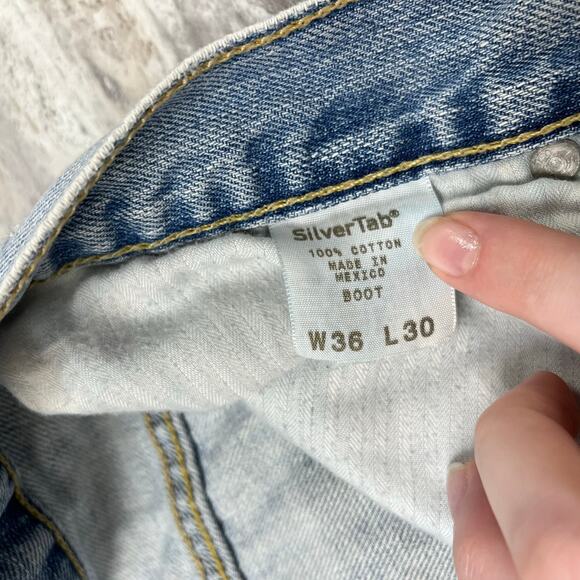 SilverTab®
100% COTTON
MADE IN
MEXICO
BOOT
W36 L30